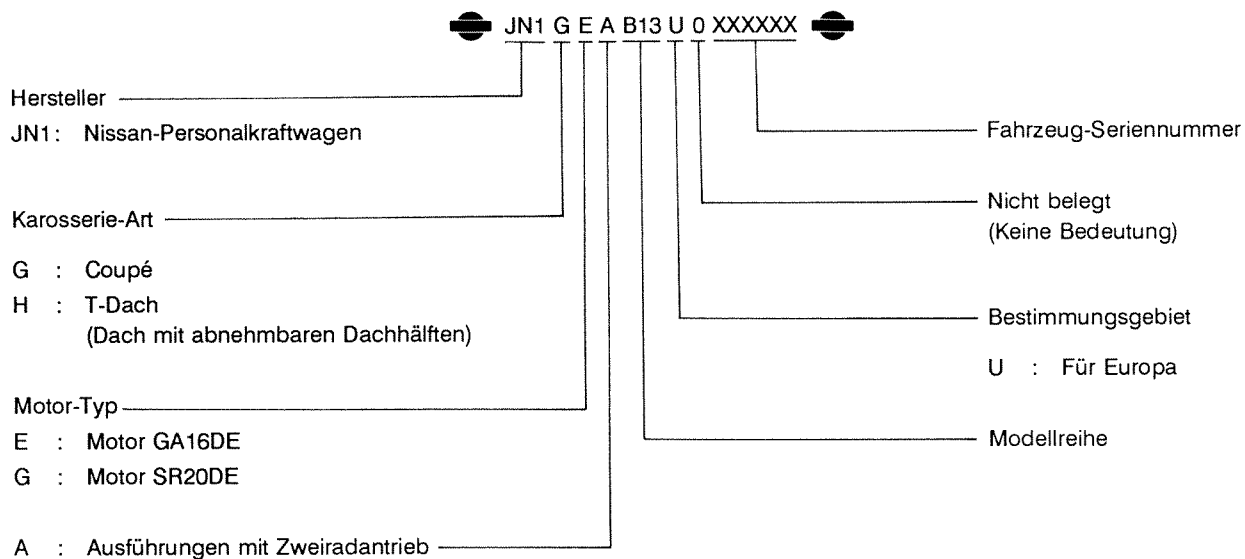 JN1 G E A B13 U 0 XXXXXX
Hersteller
JN1: Nissan-Personalkraftwagen
Karosserie-Art
G : Coupé
H : T-Dach
(Dach mit abnehmbaren Dachhälften)
Motor-Typ
E : Motor GA16DE
G : Motor SR20DE
A : Ausführungen mit Zweiradantrieb
Fahrzeug-Seriennummer
Nicht belegt
(Keine Bedeutung)
Bestimmungsgebiet
U : Für Europa
Modellreihe